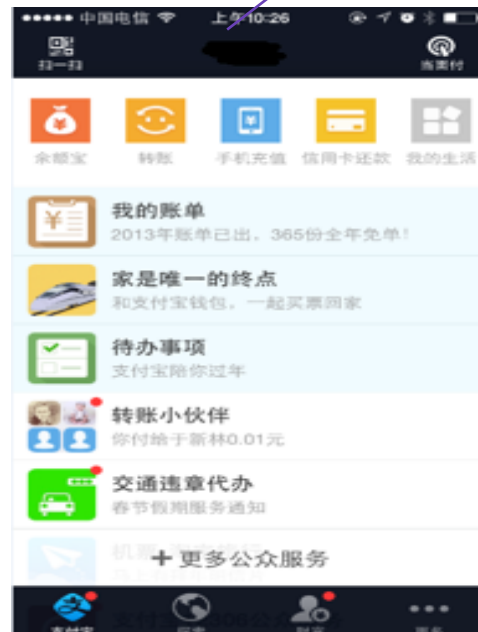 中国电信 上午10:26
扫一扫
当面付
余额宝 转账 手机充值 信用卡还款 我的生活
我的账单
2013年账单已出,365份全年免单!
家是唯一的终点
和支付宝钱包,一起买票回家
待办事项
支付宝陪你过年
转账小伙伴
你付给于新林0.01元
交通违章代办
春节假期服务通知
+ 更多公众服务
支付宝 探索 财富 更多